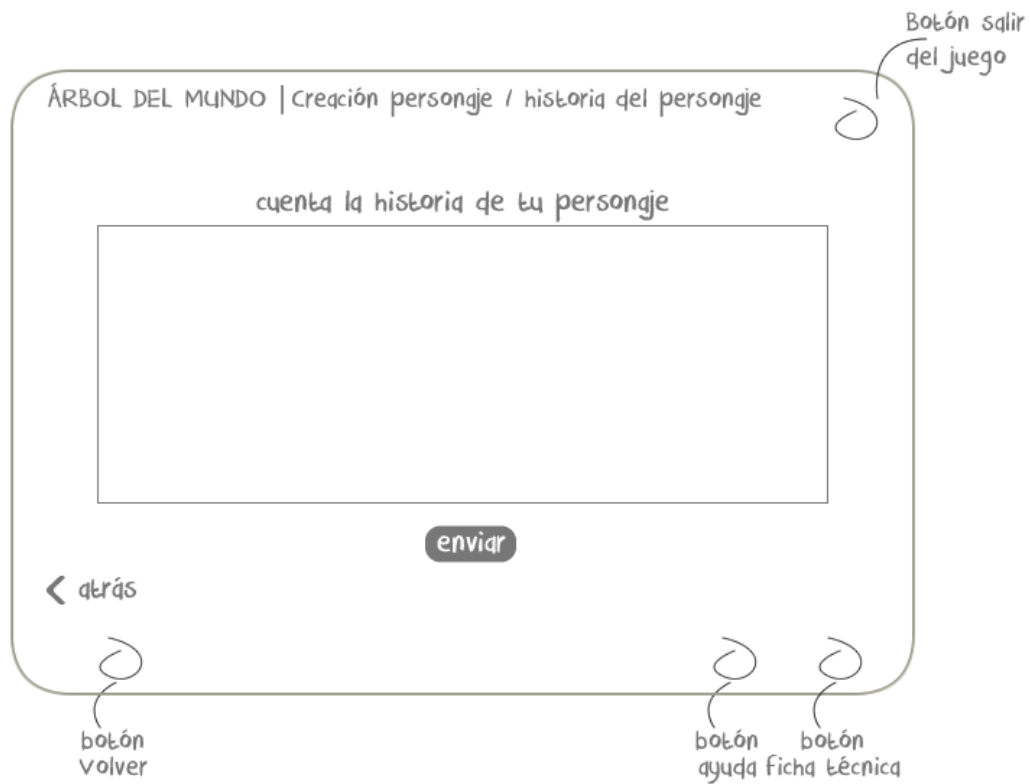 Botón salir
del juego
ÁRBOL DEL MUNDO | Creación personaje / historia del personaje
cuenta la historia de tu personaje
enviar
atrás
botón
volver
botón
ayuda
botón
ficha técnica